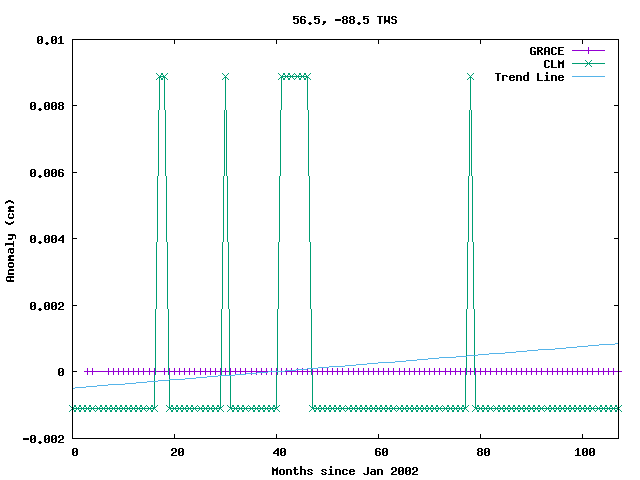 56.5, -88.5 TWS
GRACE
CLM
Trend Line
0.01
0.008
0.006
0.004
0.002
0
-0.002
Anomaly (cm)
0 20 40 60 80 100
Months since Jan 2002